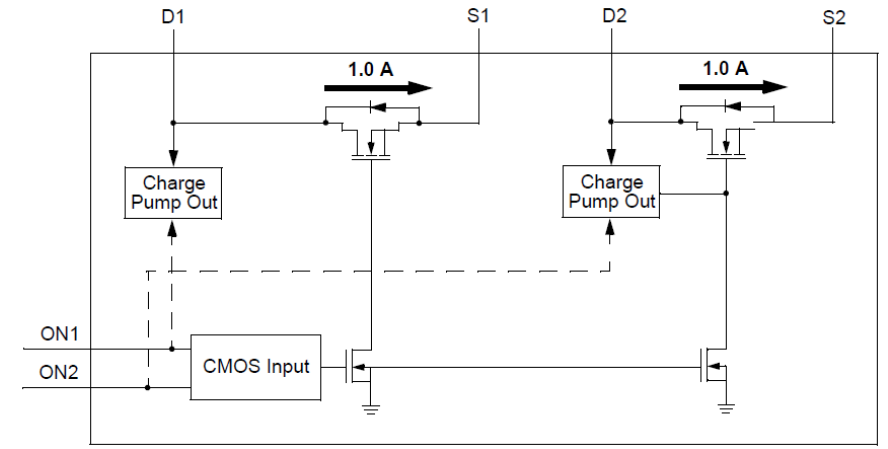 D1 S1 D2 S2
1.0 A 1.0 A
Charge
Pump Out
Charge
Pump Out
ON1
ON2
CMOS Input